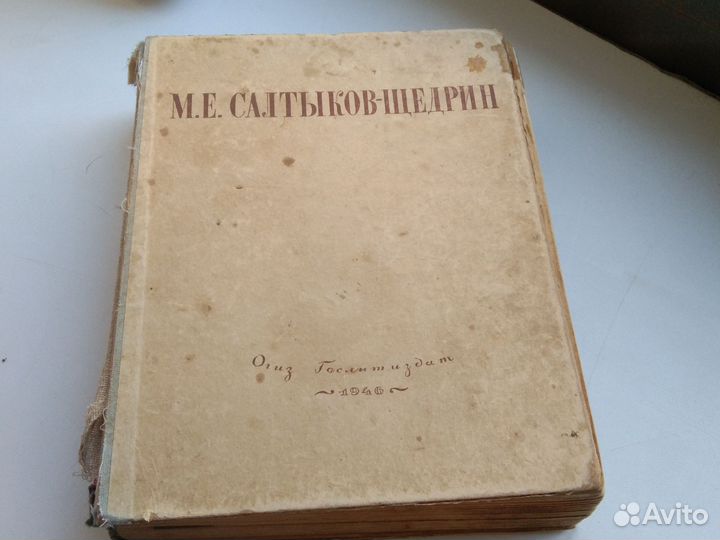 М.Е. САЛТЫКОВ-ЩЕДРИН
Огиз Гослитиздат
~1946~
Avito